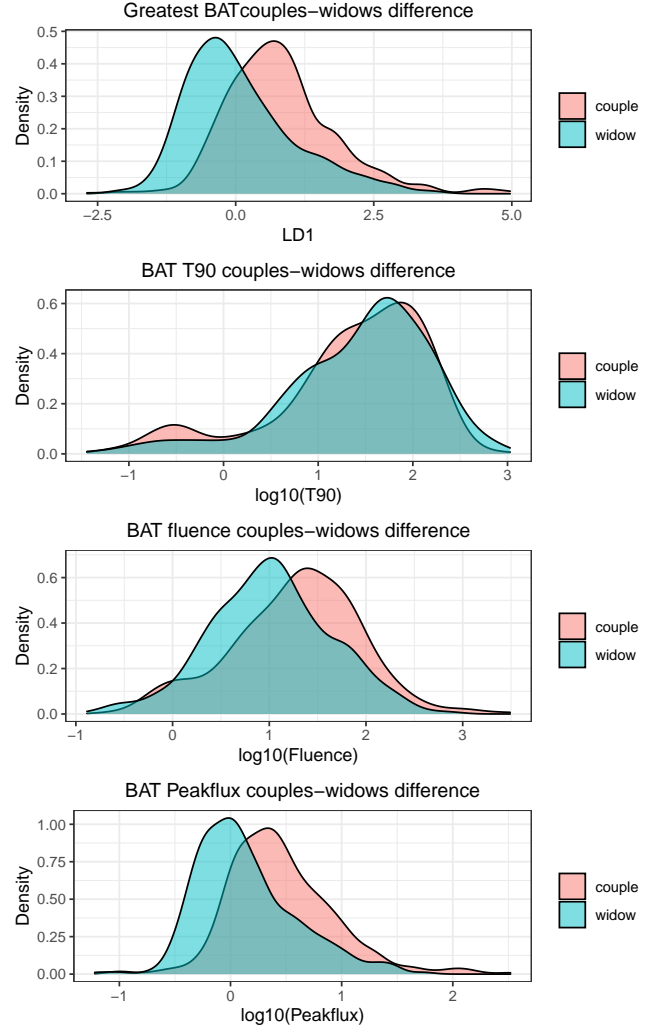 Greatest BATcouples−widows difference
0.5
0.4
0.3
0.2
0.1
0.0
Density
−2.5
0.0
2.5
5.0
LD1
couple
widow
BAT T90 couples−widows difference
0.6
0.4
0.2
0.0
Density
−1
0
1
2
3
log10(T90)
couple
widow
BAT fluence couples−widows difference
0.6
0.4
0.2
0.0
Density
−1
0
1
2
3
log10(Fluence)
couple
widow
BAT Peakflux couples−widows difference
1.00
0.75
0.50
0.25
0.00
Density
−1
0
1
2
log10(Peakflux)
couple
widow